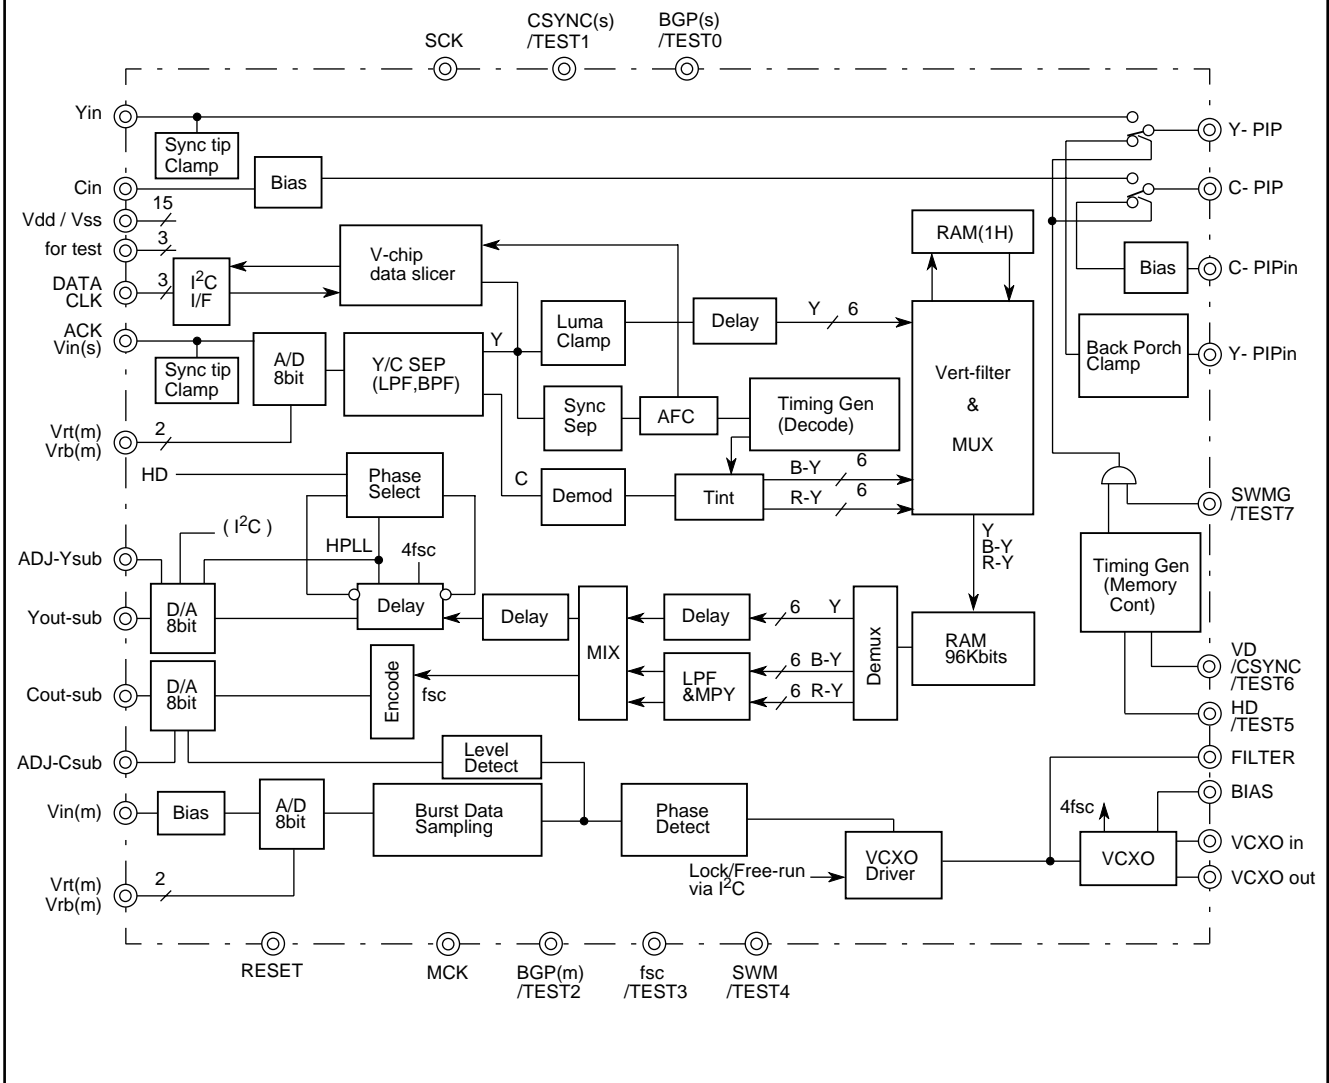 CSYNC(s)
/TEST1
BGP(s)
/TEST0
SCK
Yin
Sync tip
Clamp
Y- PIP
Cin
Bias
C- PIP
Vdd / Vss
15
for test
3
DATA
CLK
3
I2C
I/F
V-chip
data slicer
RAM(1H)
Bias
C- PIPin
ACK
Vin(s)
Sync tip
Clamp
A/D
8bit
Y/C SEP
(LPF,BPF)
Y
Luma
Clamp
Delay
Y
6
Vert-filter
&
MUX
Back Porch
Clamp
Y- PIPin
Sync
Sep
AFC
Timing Gen
(Decode)
Vrt(m)
Vrb(m)
2
HD
Phase
Select
C
Demod
Tint
B-Y
6
R-Y
6
SWMG
/TEST7
( I2C )
HPLL
4fsc
Y
B-Y
R-Y
Timing Gen
(Memory
Cont)
ADJ-Ysub
Yout-sub
D/A
8bit
Delay
Delay
MIX
Delay
6
Y
Demux
RAM
96Kbits
VD
/CSYNC
/TEST6
Cout-sub
D/A
8bit
Encode
fsc
LPF
&MPY
6
B-Y
6
R-Y
HD
/TEST5
ADJ-Csub
Level
Detect
FILTER
Vin(m)
Bias
A/D
8bit
Burst Data
Sampling
Phase
Detect
BIAS
4fsc
Lock/Free-run
via I2C
VCXO
Driver
VCXO
VCXO in
VCXO out
Vrt(m)
Vrb(m)
2
RESET
MCK
BGP(m)
/TEST2
fsc
/TEST3
SWM
/TEST4